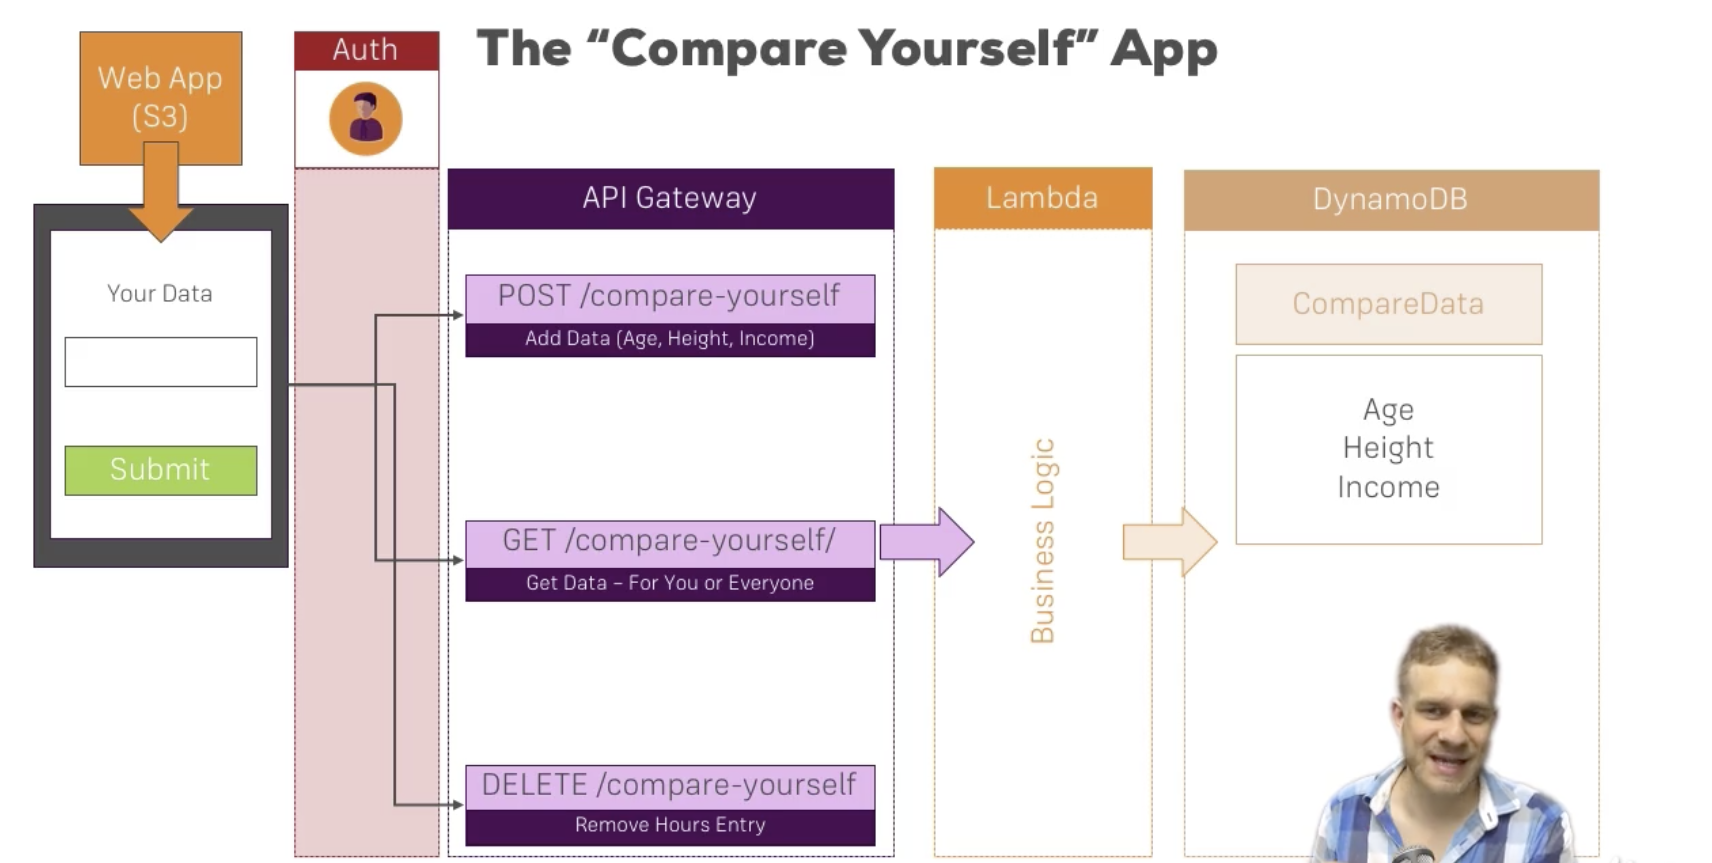 The “Compare Yourself” App
Web App
(S3)
Auth
Your Data
Submit
API Gateway
POST /compare-yourself
Add Data (Age, Height, Income)
GET /compare-yourself/
Get Data – For You or Everyone
DELETE /compare-yourself
Remove Hours Entry
Lambda
Business Logic
DynamoDB
CompareData
Age
Height
Income